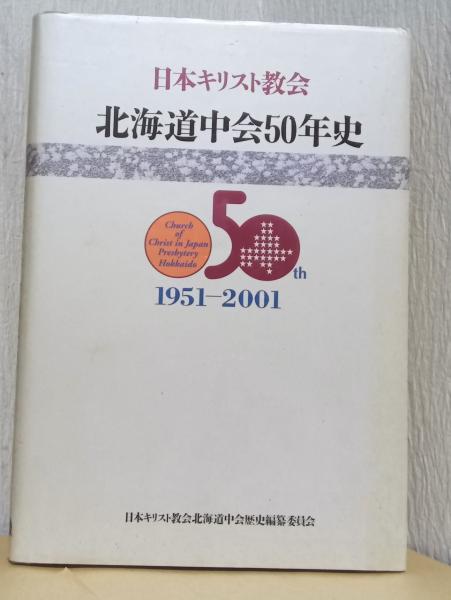 日本キリスト教会
北海道中会50年史
Church
of
Christ in Japan
Presbytery
Hokkaido
50th
1951-2001
日本キリスト教会北海道中会歴史編纂委員会